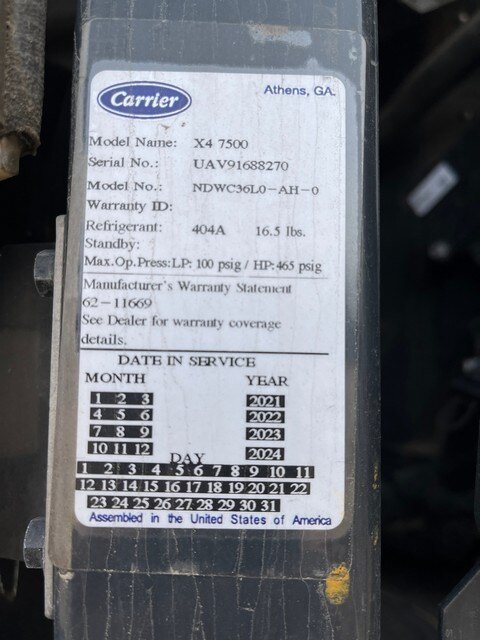 Carrier
Athens, GA.
Model Name: X4 7500
Serial No.: UAV91688270
Model No.: NDWC36L0-AH-0
Warranty ID:
Refrigerant: 404A 16.5 lbs.
Standby:
Max.Op.Press:LP: 100 psig / HP: 465 psig
Manufacturer's Warranty Statement
62-11669
See Dealer for warranty coverage
details.
DATE IN SERVICE
MONTH YEAR
1 2 3 2021
4 5 6 2022
7 8 9 2023
10 11 12 2024
DAY
1 2 3 4 5 6 7 8 9 10 11
12 13 14 15 16 17 18 19 20 21 22
23 24 25 26 27 28 29 30 31
Assembled in the United States of America